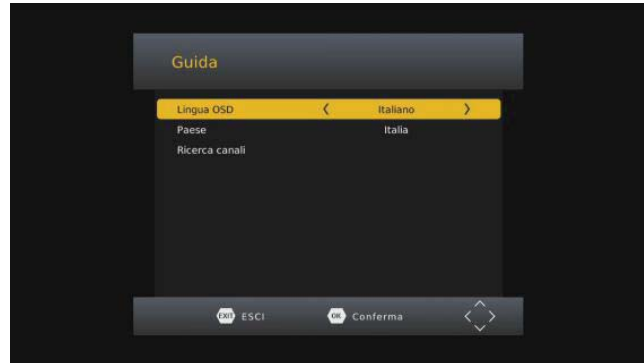 Guida
Lingua OSD Italiano
Paese Italia
Ricerca canali
EXIT ESCI OK Conferma